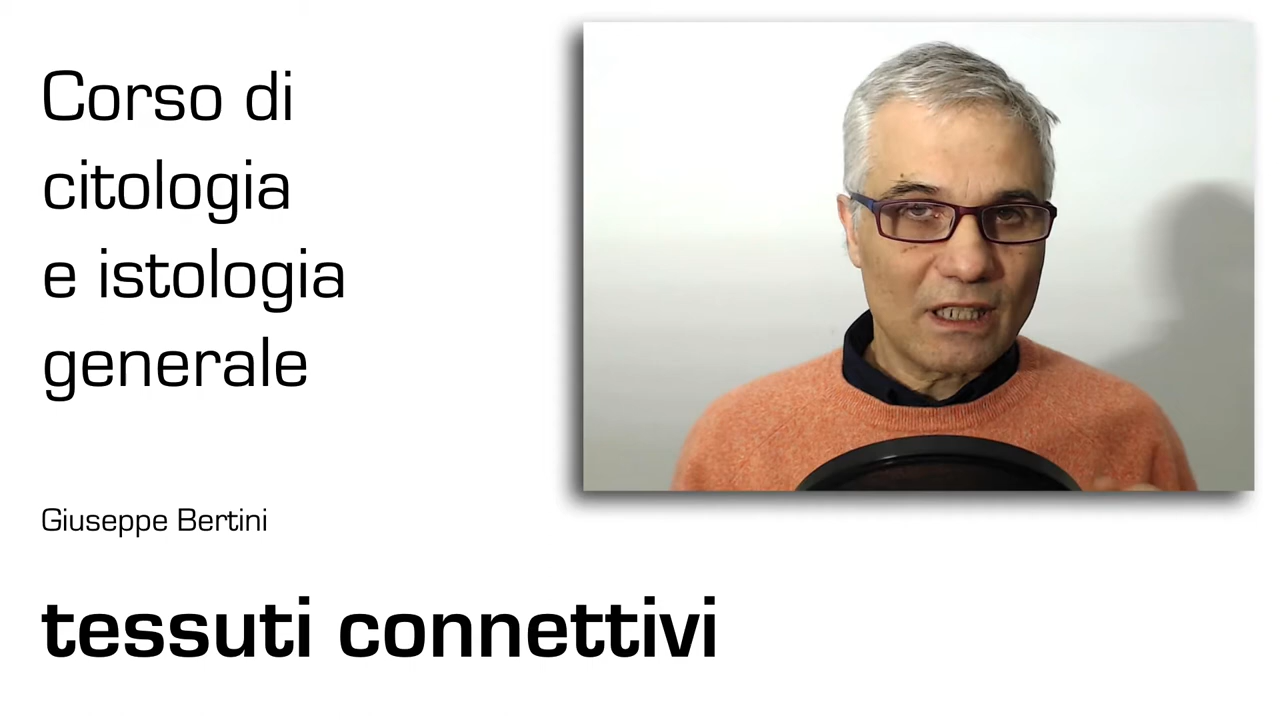 Corso di
citologia
e istologia
generale
Giuseppe Bertini
tessuti connettivi